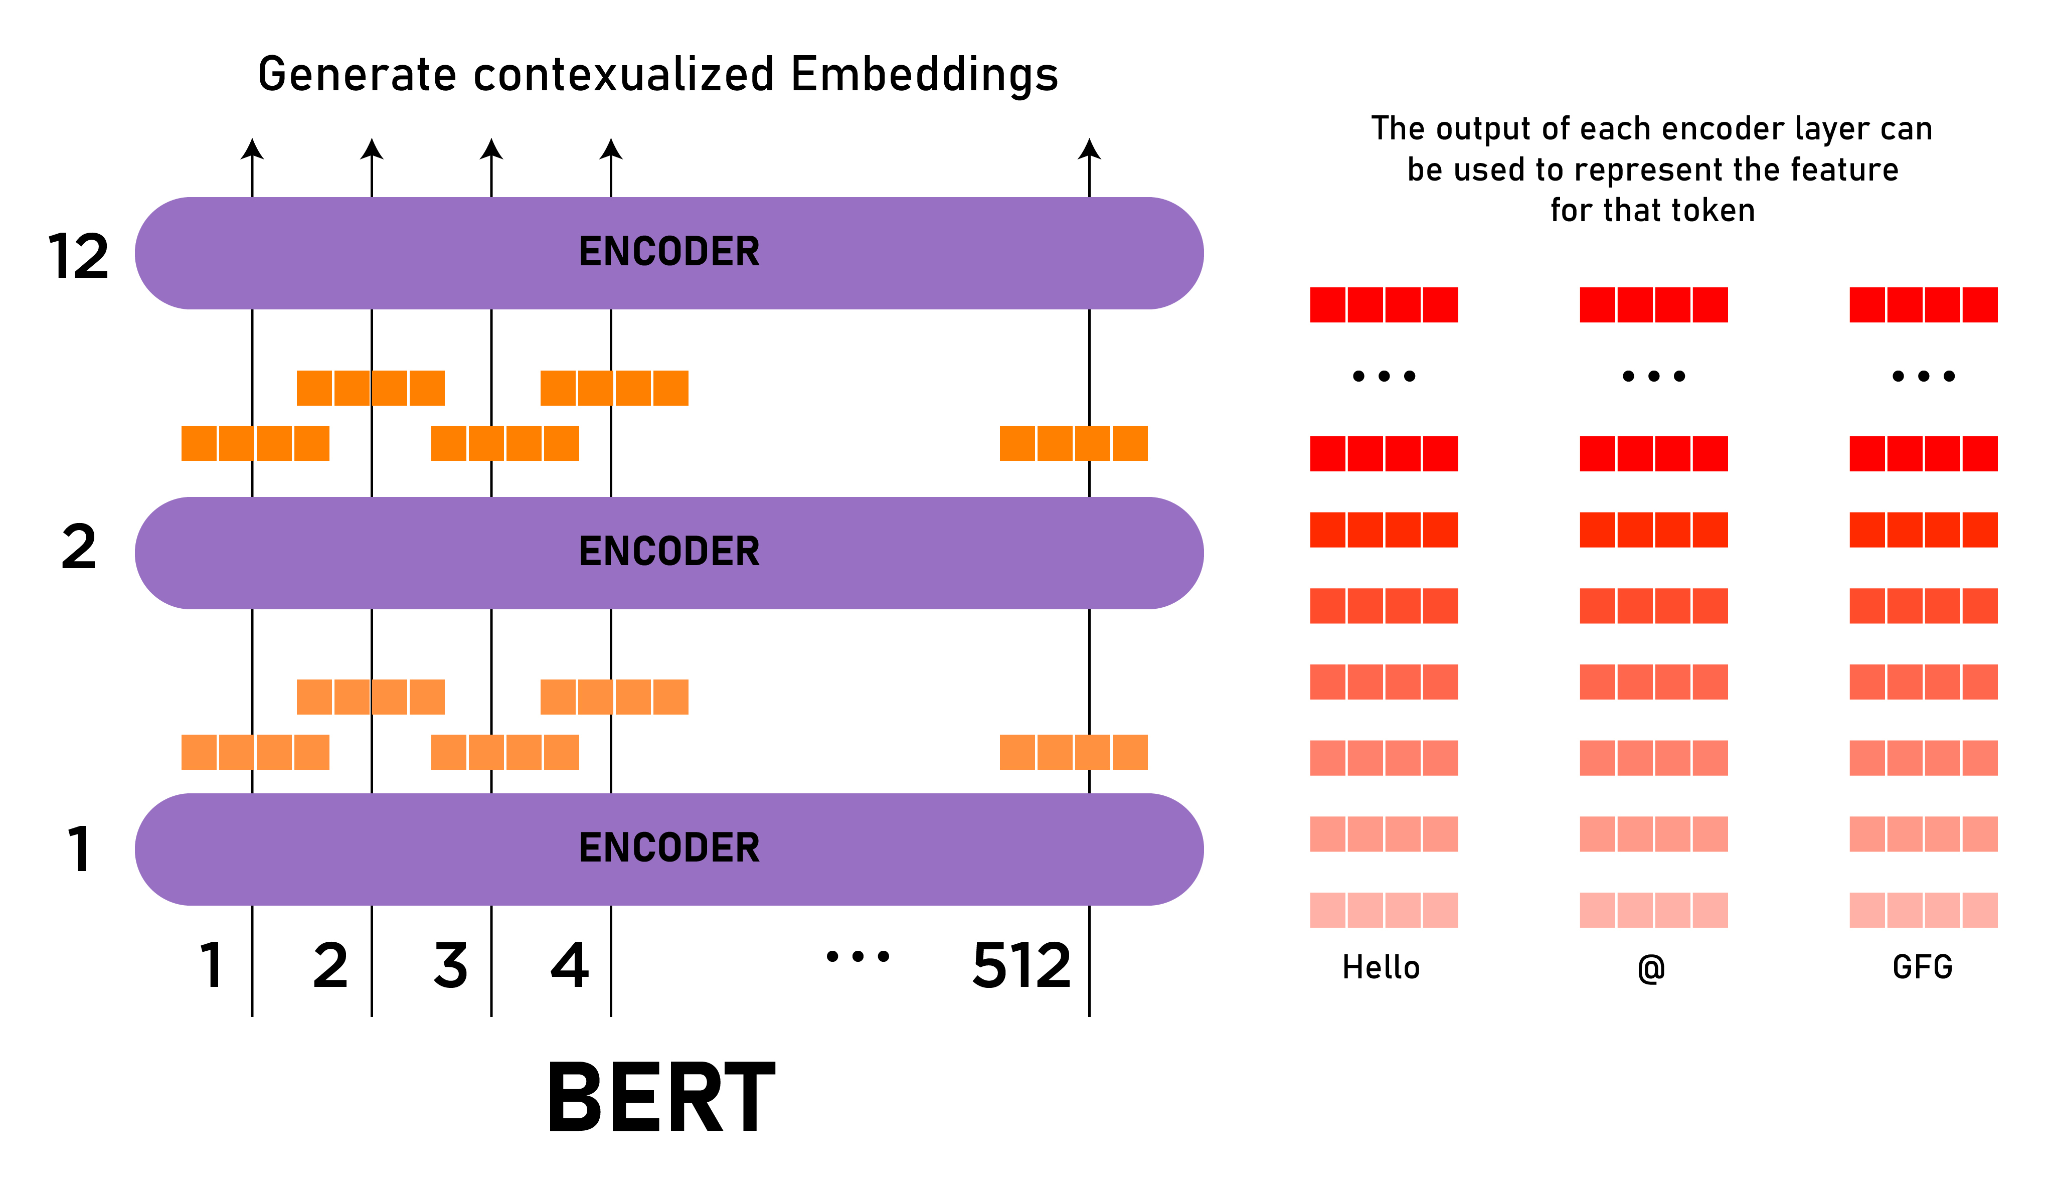 Generate contexualized Embeddings
12
ENCODER
2
ENCODER
1
ENCODER
1 2 3 4 ... 512
BERT
The output of each encoder layer can
be used to represent the feature
for that token
... ... ...
Hello @ GFG